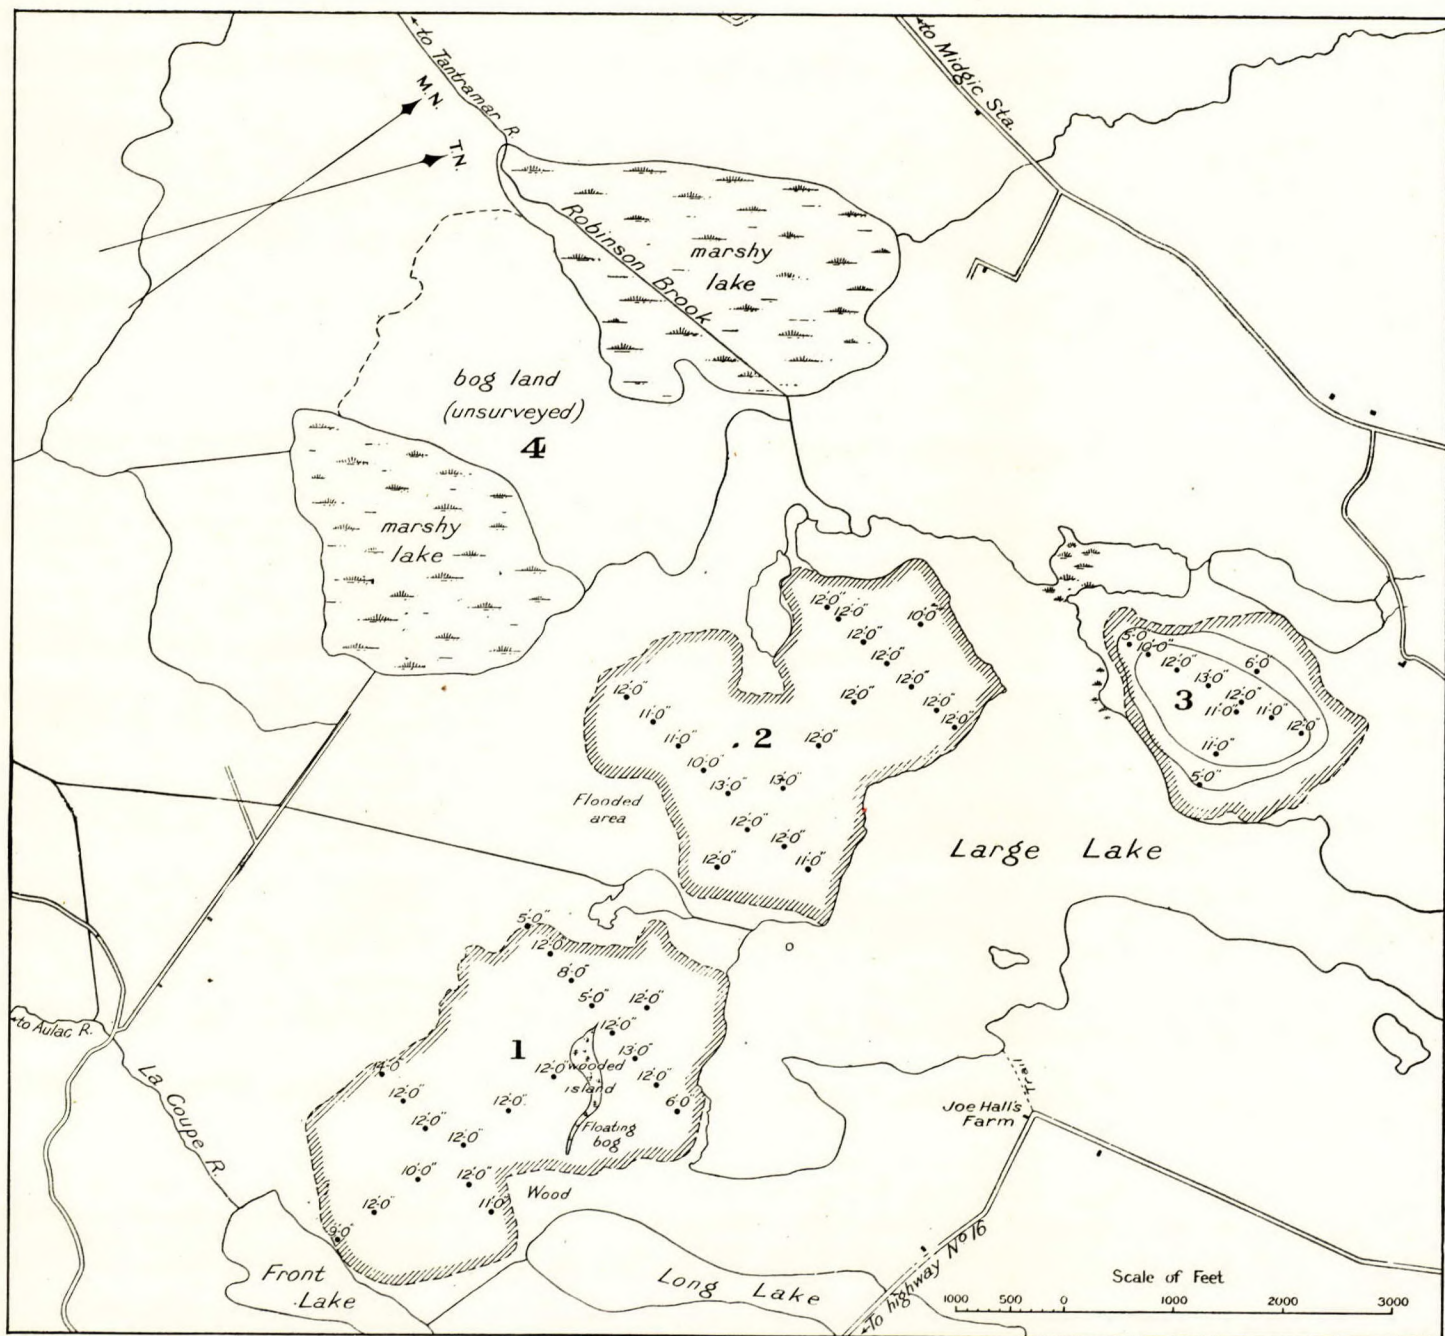 to Tantramar R.
to Midgic Sta.
M.N.
T.N.
Robinson Brook
marshy
lake
bog land
(unsurveyed)
4
marshy
lake
12'-0"
12'-0"
10'-0"
12'-0"
12'-0"
12'-0"
12'-0"
12'-0"
12'-0"
12'-0"
11'-0"
11'-0"
10'-0"
13'-0"
2
12'-0"
13'-0"
12'-0"
12'-0"
12'-0"
11'-0"
Flooded
area
5'-0"
10'-0"
12'-0"
6'-0"
13'-0"
3
12'-0"
11'-0"
11'-0"
12'-0"
11'-0"
5'-0"
Large Lake
5'-0"
12'-0"
8'-0"
5'-0"
12'-0"
12'-0"
1
13'-0"
12'-0"
wooded
island
12'-0"
6'-0"
12'-0"
12'-0"
12'-0"
12'-0"
Floating
bog
10'-0"
12'-0"
11'-0"
12'-0"
9'-0"
Wood
to Aulac R.
La Coupe R.
Front
Lake
Long Lake
Trail
Joe Hall's
Farm
To highway No 16
Scale of Feet
1000 500 0 1000 2000 3000